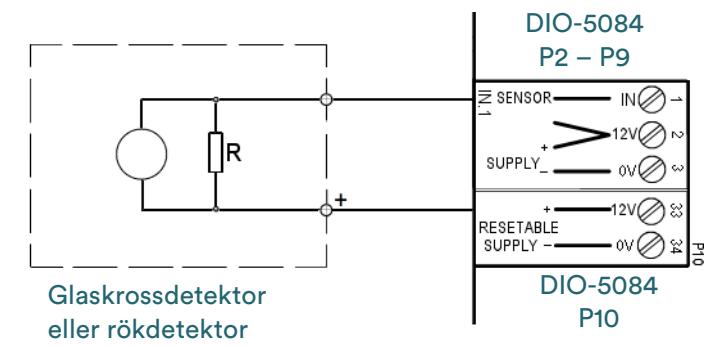 DIO-5084
P2 – P9
IN.1
SENSOR
IN
1
12V
2
+
SUPPLY
-
0V
3
R
+
+
12V
33
RESETABLE
SUPPLY -
0V
34
P10
Glaskrossdetektor
eller rökdetektor
DIO-5084
P10